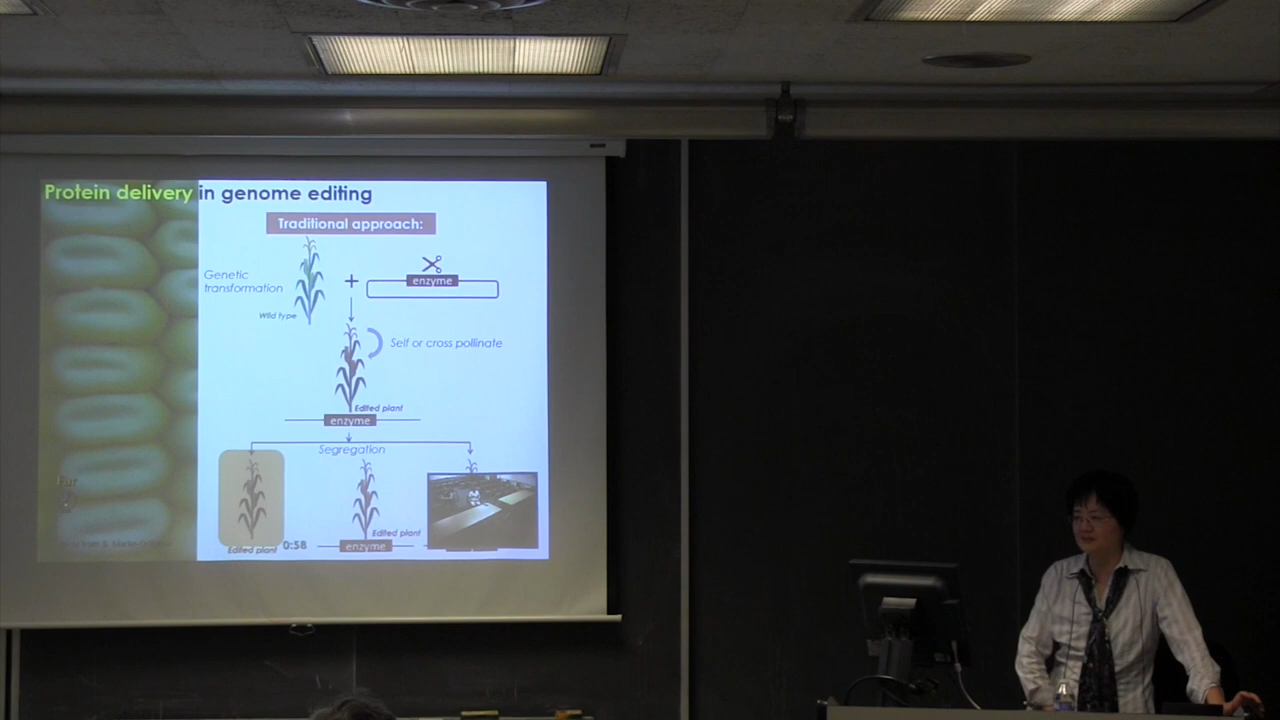 Protein delivery in genome editing
Traditional approach:
Genetic
transformation
enzyme
Wild type
Self or cross pollinate
Edited plant
enzyme
Segregation
Edited plant
Edited plant
0:58
enzyme